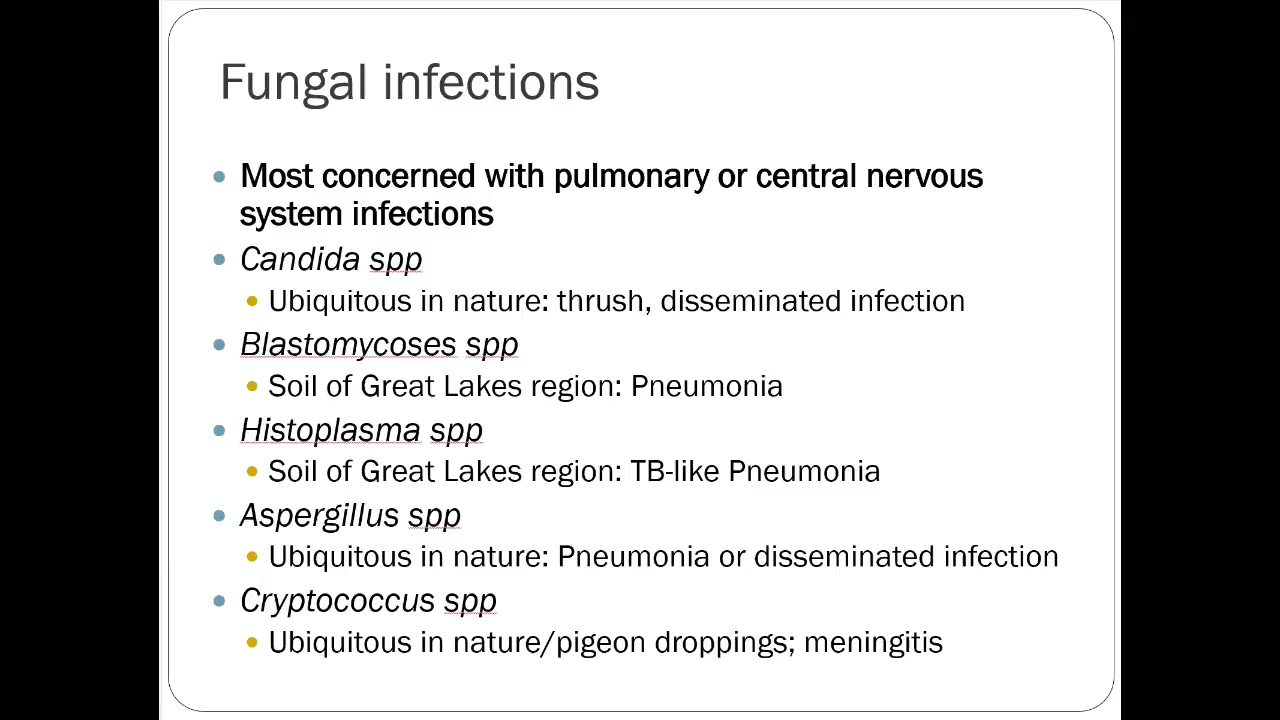 Fungal infections
Most concerned with pulmonary or central nervous
system infections
Candida spp
Ubiquitous in nature: thrush, disseminated infection
Blastomycoses spp
Soil of Great Lakes region: Pneumonia
Histoplasma spp
Soil of Great Lakes region: TB-like Pneumonia
Aspergillus spp
Ubiquitous in nature: Pneumonia or disseminated infection
Cryptococcus spp
Ubiquitous in nature/pigeon droppings; meningitis